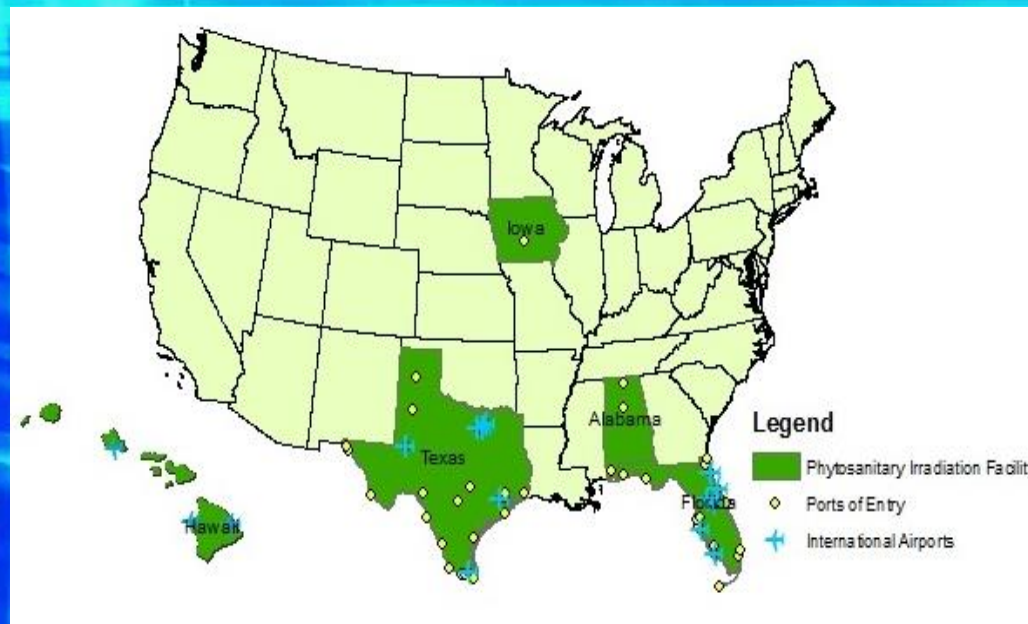 Iowa
Alabama
Texas
Florida
Hawaii
Legend
Phytosanitary Irradiation Facilit
Ports of Entry
International Airports